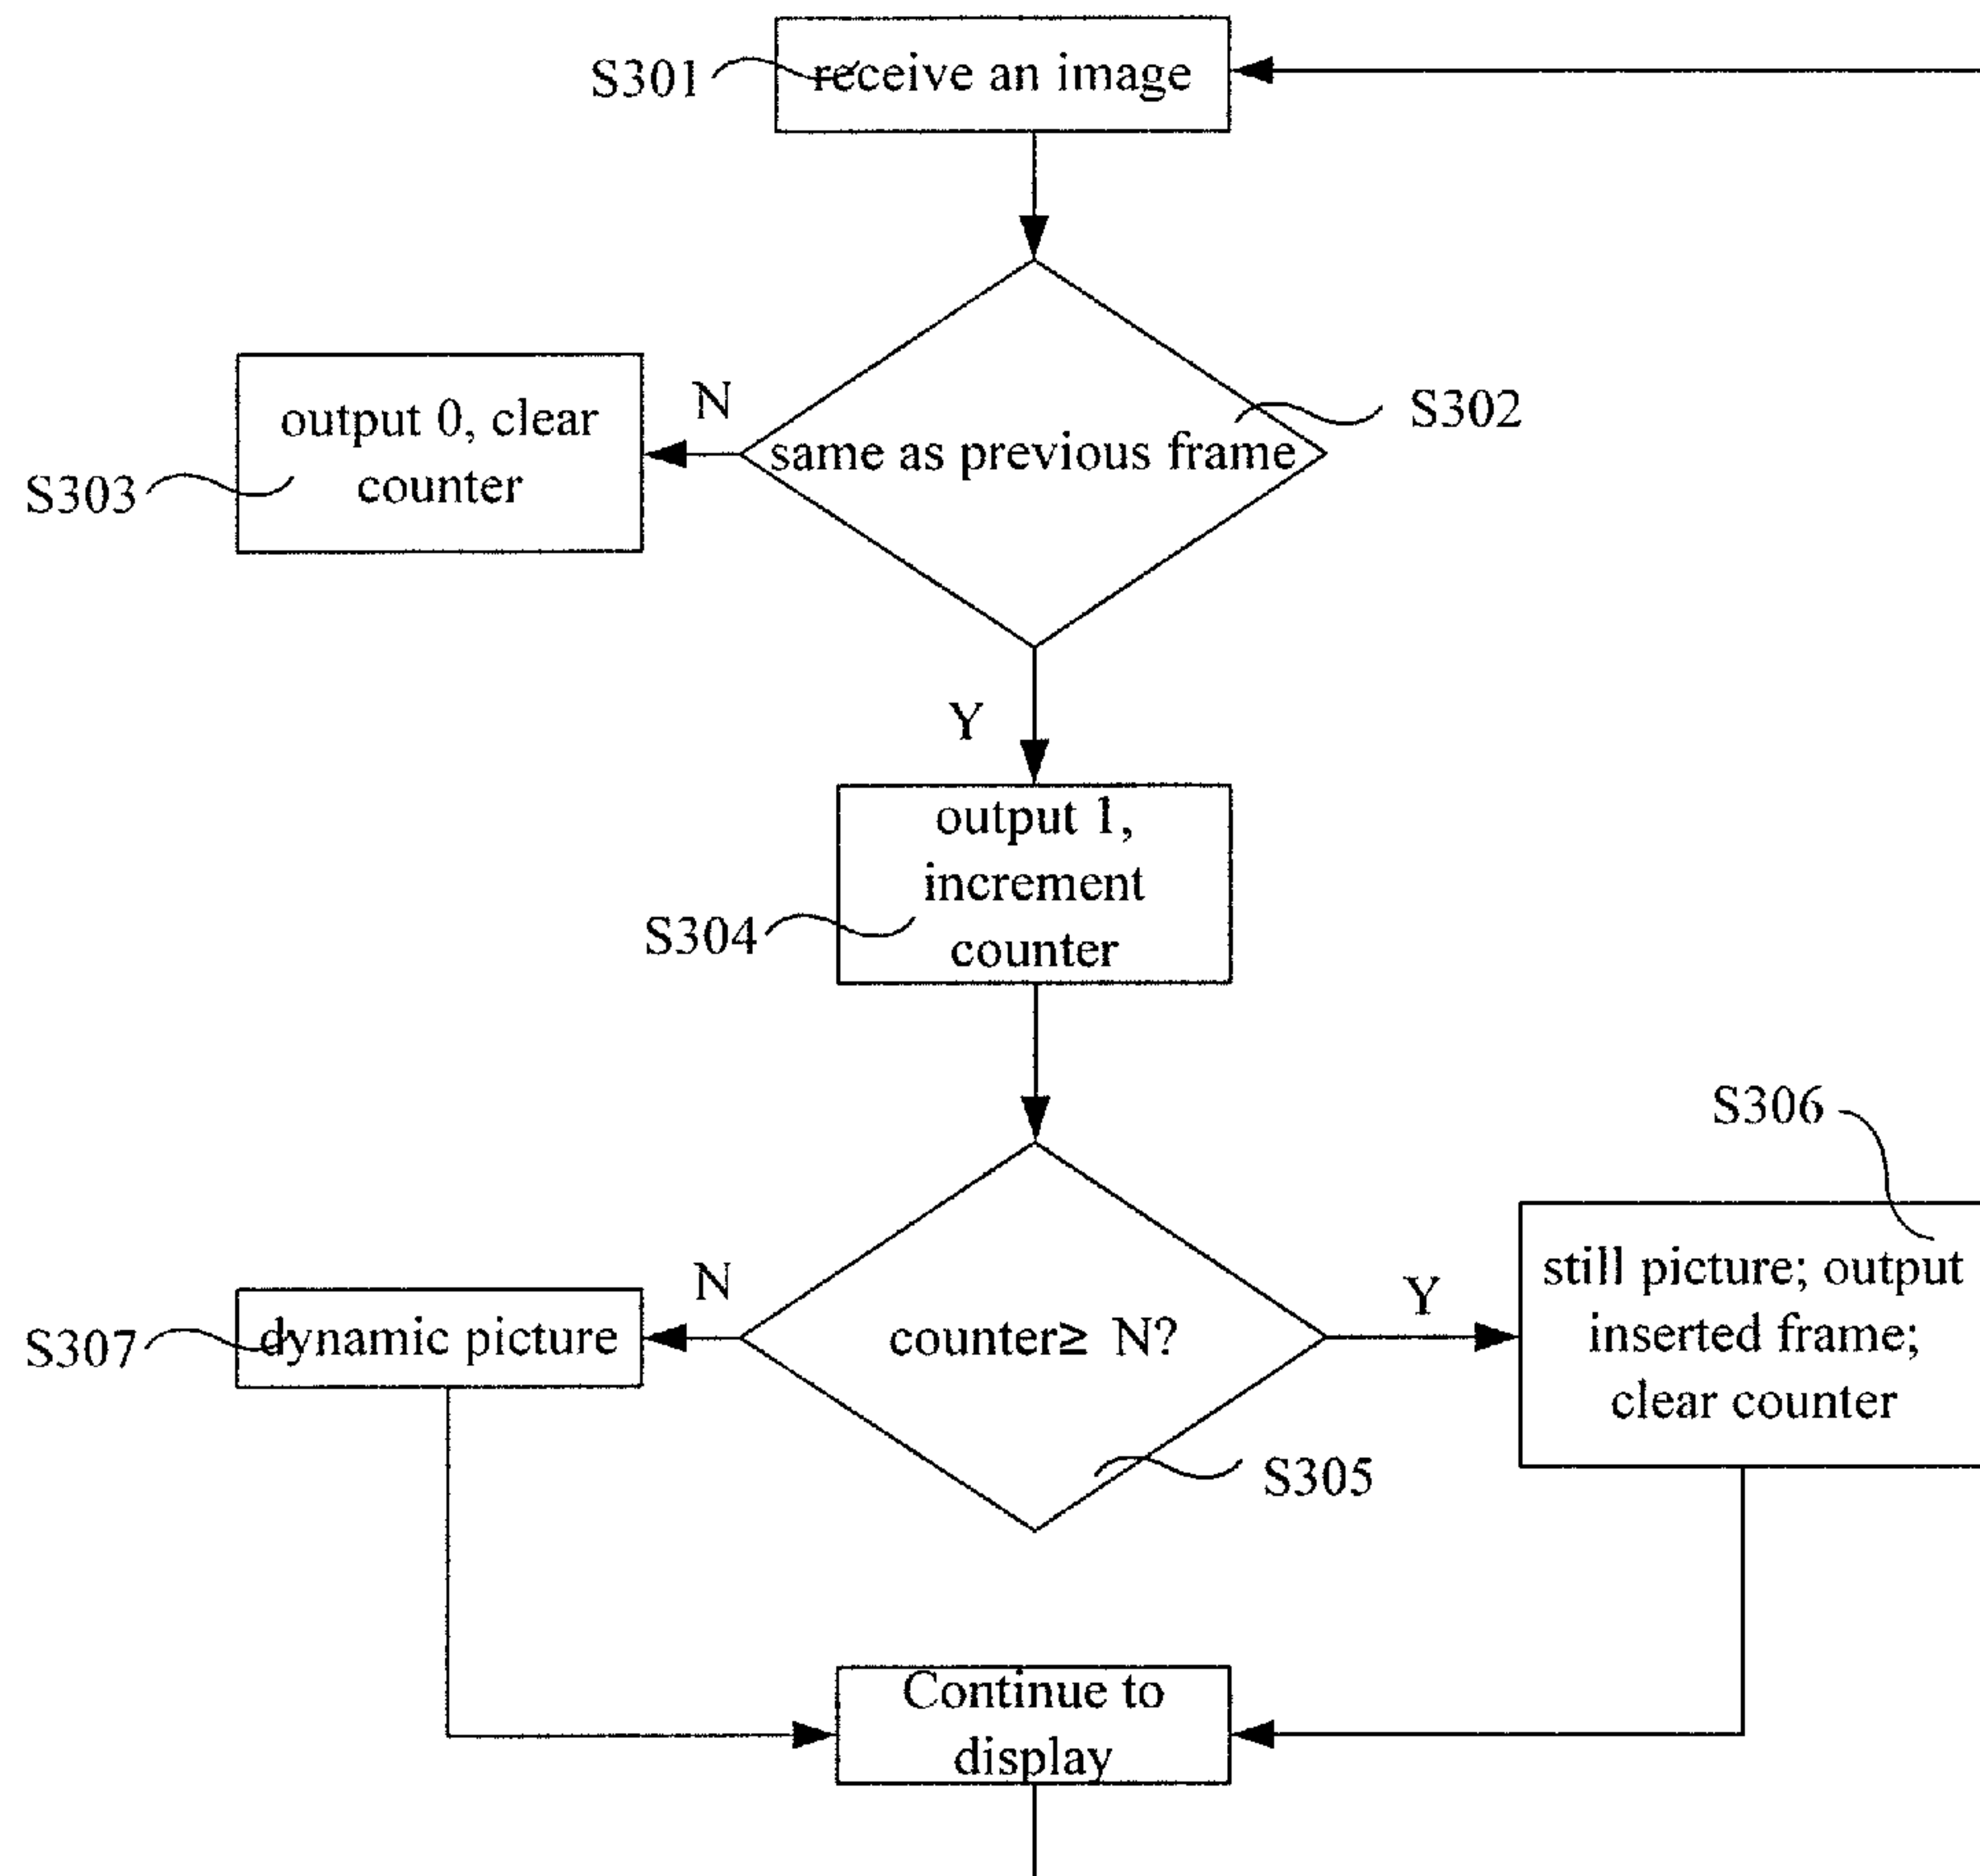 S301
receive an image
S302
same as previous frame
N
output 0, clear
counter
S303
Y
output 1,
increment
counter
S304
S306
counter≥ N?
N
Y
dynamic picture
S307
still picture; output
inserted frame;
clear counter
S305
Continue to
display